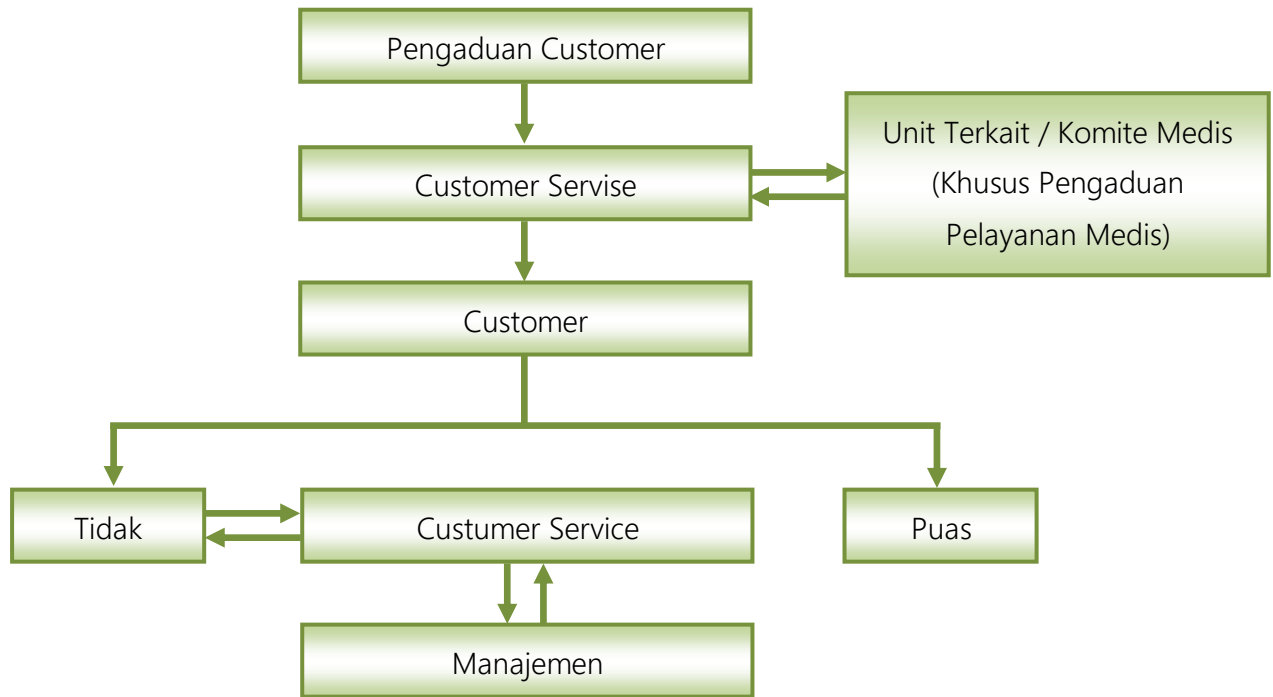 Pengaduan Customer
Customer Servise
Unit Terkait / Komite Medis
(Khusus Pengaduan
Pelayanan Medis)
Customer
Tidak
Custumer Service
Puas
Manajemen